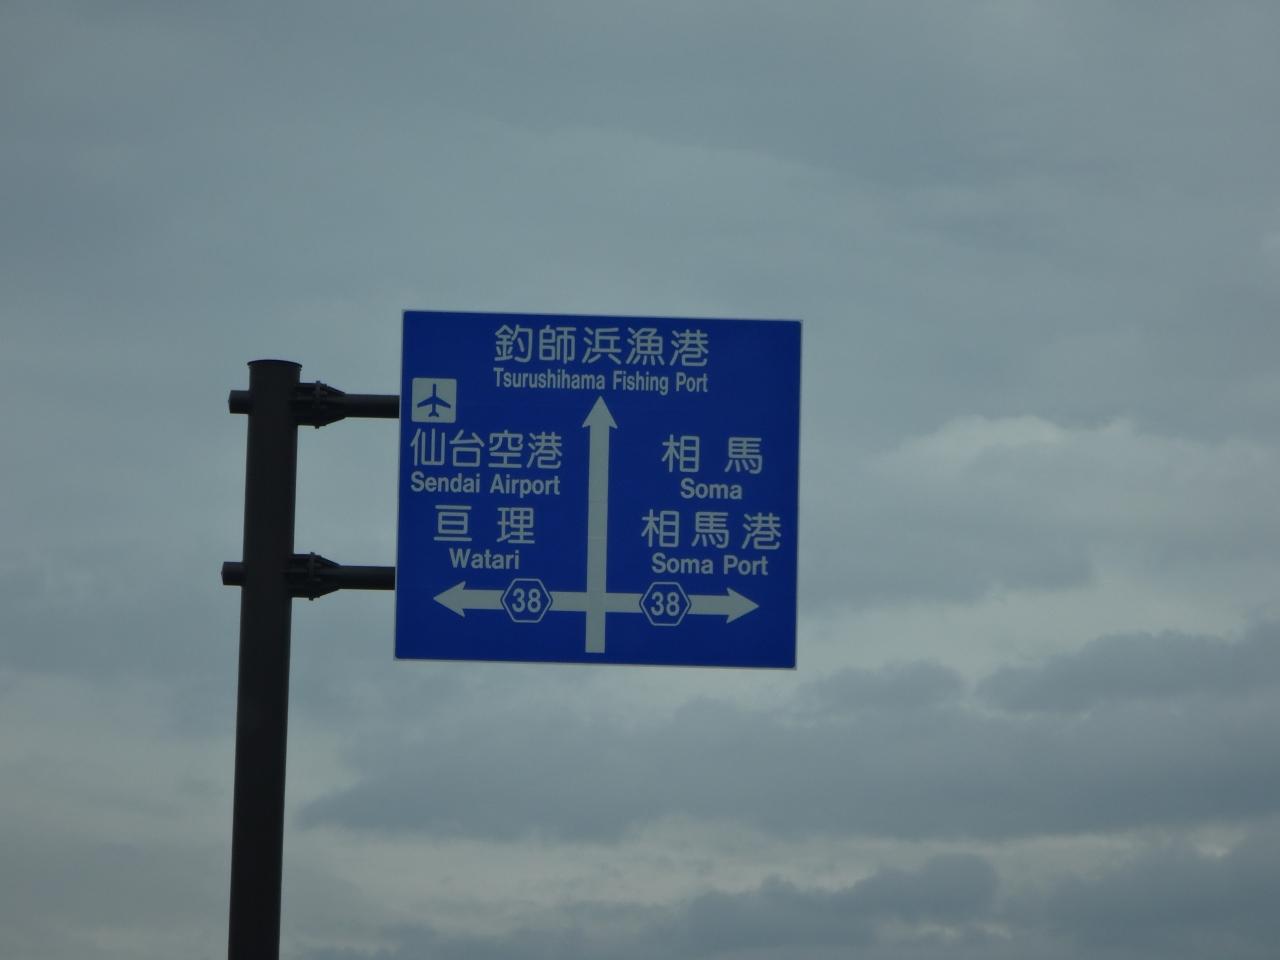 釣師浜漁港
Tsurushihama Fishing Port
仙台空港
Sendai Airport
亘理
Watari
38
相馬
Soma
相馬港
Soma Port
38